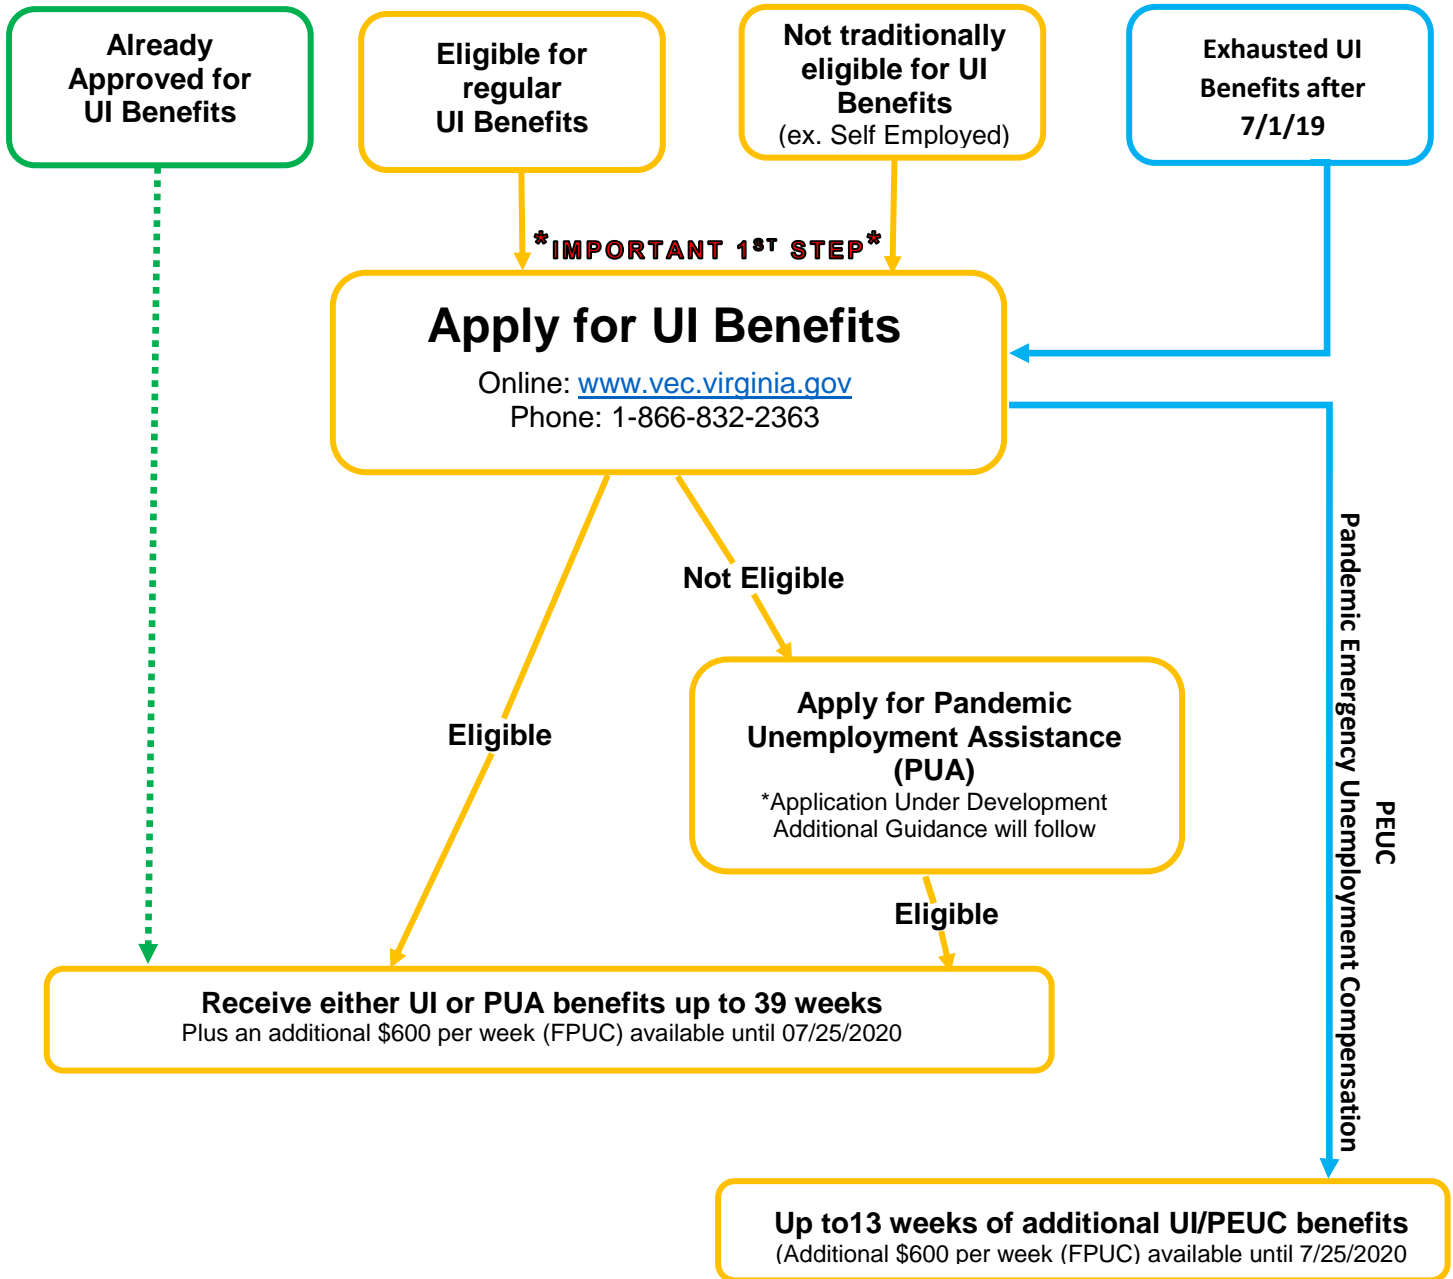 Already
Approved for
UI Benefits
Eligible for
regular
UI Benefits
Not traditionally
eligible for UI
Benefits
(ex. Self Employed)
Exhausted UI
Benefits after
7/1/19
*IMPORTANT 1ST STEP*
Apply for UI Benefits
Online: www.vec.virginia.gov
Phone: 1-866-832-2363
Not Eligible
Eligible
Apply for Pandemic
Unemployment Assistance
(PUA)
*Application Under Development
Additional Guidance will follow
Eligible
PEUC
Pandemic Emergency Unemployment Compensation
Receive either UI or PUA benefits up to 39 weeks
Plus an additional $600 per week (FPUC) available until 07/25/2020
Up to13 weeks of additional UI/PEUC benefits
(Additional $600 per week (FPUC) available until 7/25/2020